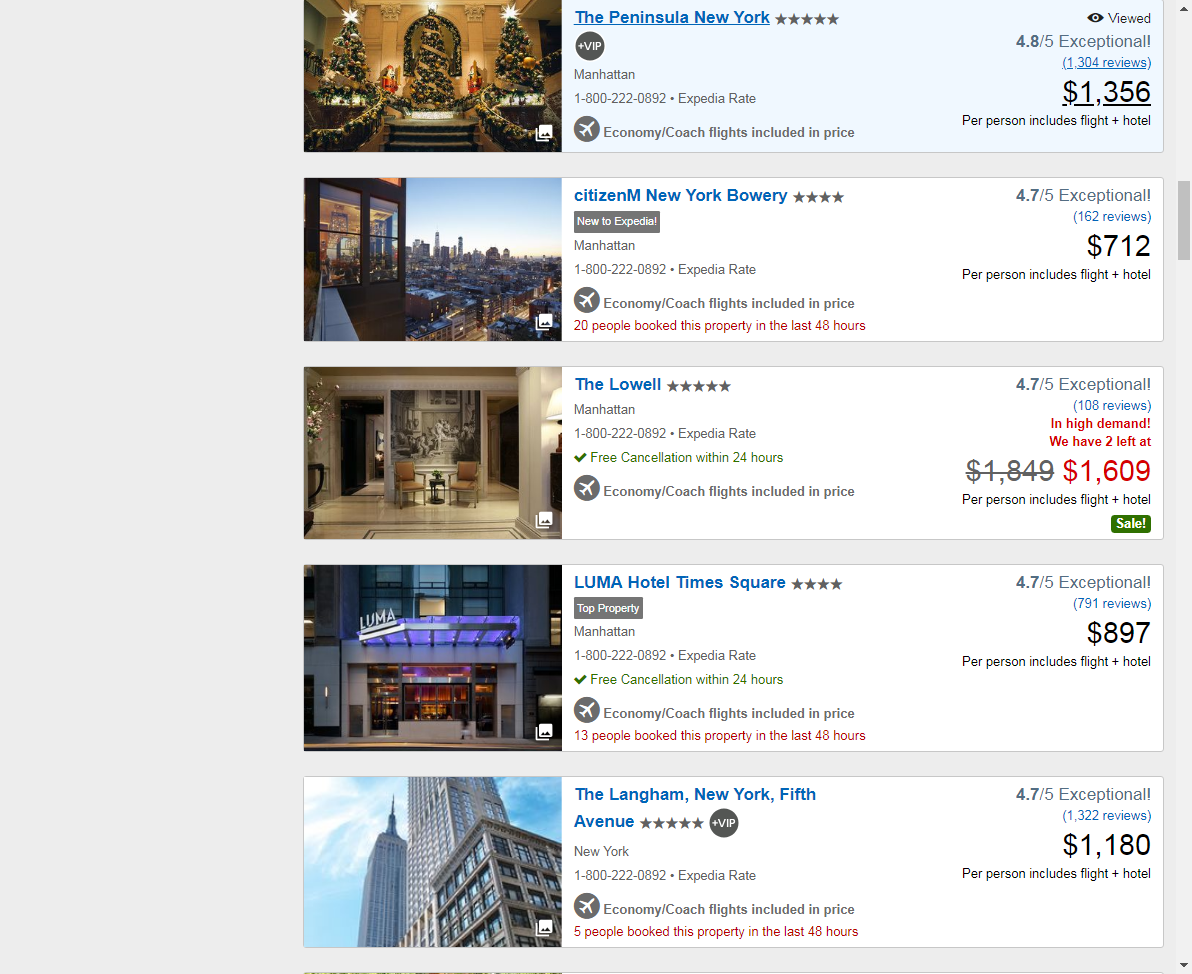 The Peninsula New York
Viewed
+VIP
4.8/5 Exceptional!
(1,304 reviews)
Manhattan
$1,356
1-800-222-0892 • Expedia Rate
Per person includes flight + hotel
Economy/Coach flights included in price
citizenM New York Bowery
4.7/5 Exceptional!
New to Expedia!
(162 reviews)
Manhattan
$712
1-800-222-0892 • Expedia Rate
Per person includes flight + hotel
Economy/Coach flights included in price
20 people booked this property in the last 48 hours
The Lowell
4.7/5 Exceptional!
Manhattan
(108 reviews)
In high demand!
1-800-222-0892 • Expedia Rate
We have 2 left at
Free Cancellation within 24 hours
$1,849 $1,609
Economy/Coach flights included in price
Per person includes flight + hotel
Sale!
LUMA
LUMA Hotel Times Square
4.7/5 Exceptional!
Top Property
(791 reviews)
Manhattan
$897
1-800-222-0892 • Expedia Rate
Per person includes flight + hotel
Free Cancellation within 24 hours
Economy/Coach flights included in price
13 people booked this property in the last 48 hours
The Langham, New York, Fifth
Avenue
+VIP
4.7/5 Exceptional!
(1,322 reviews)
New York
$1,180
1-800-222-0892 • Expedia Rate
Per person includes flight + hotel
Economy/Coach flights included in price
5 people booked this property in the last 48 hours